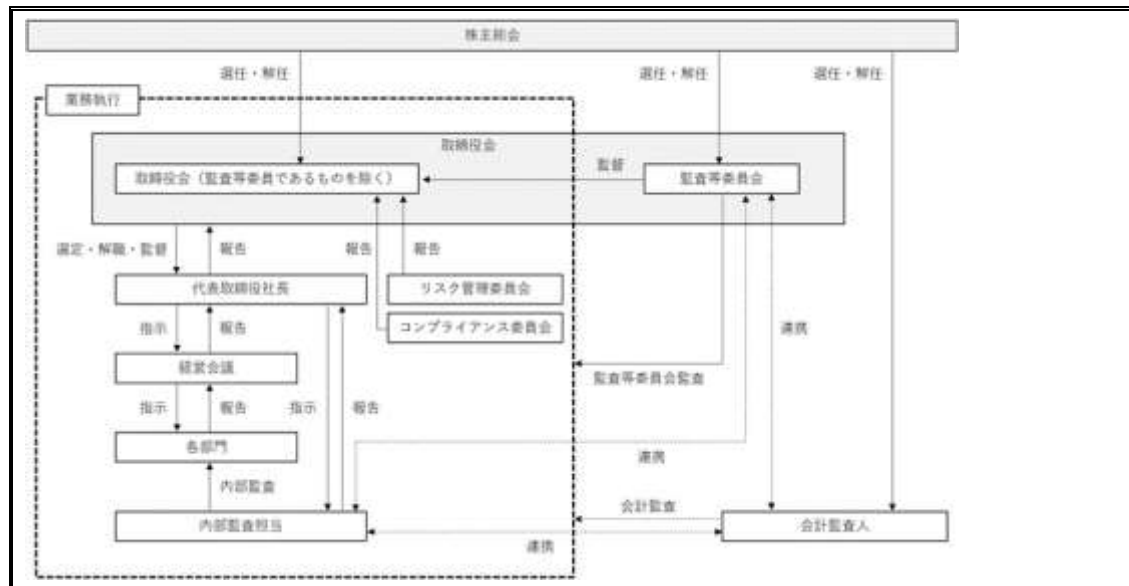 株主総会
選任・解任
選任・解任
選任・解任
業務執行
取締役会
取締役会（監査等委員であるものを除く）
監督
監査等委員会
選定・解職・監督
報告
報告
報告
代表取締役社長
リスク管理委員会
コンプライアンス委員会
指示
報告
連携
経営会議
監査等委員会監査
指示
報告
指示
報告
各部門
連携
内部監査
会計監査
内部監査担当
会計監査人
連携